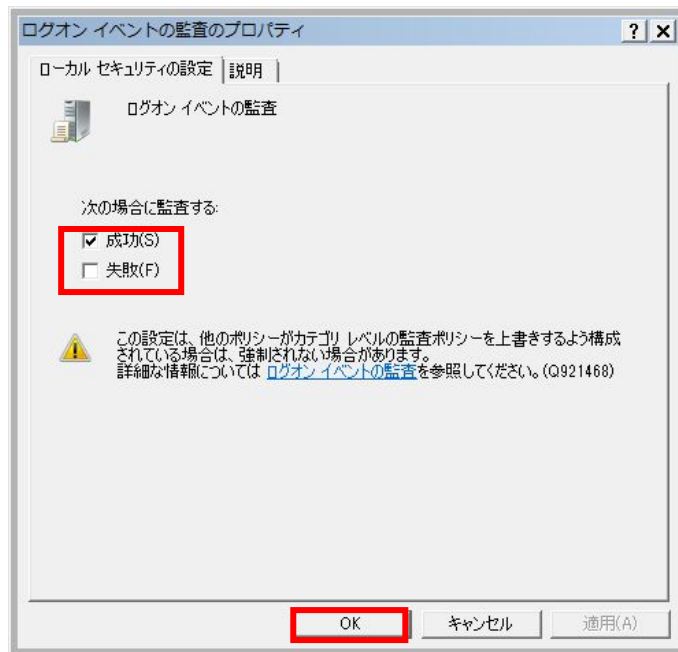 ログオン イベントの監査のプロパティ
? x
ローカル セキュリティの設定 説明
ログオン イベントの監査
次の場合に監査する:
成功(S)
失敗(F)
この設定は、他のポリシーがカテゴリ レベルの監査ポリシーを上書きするよう構成
されている場合は、強制されない場合があります。
詳細な情報については ログオン イベントの監査を参照してください。(Q921468)
OK キャンセル 適用(A)